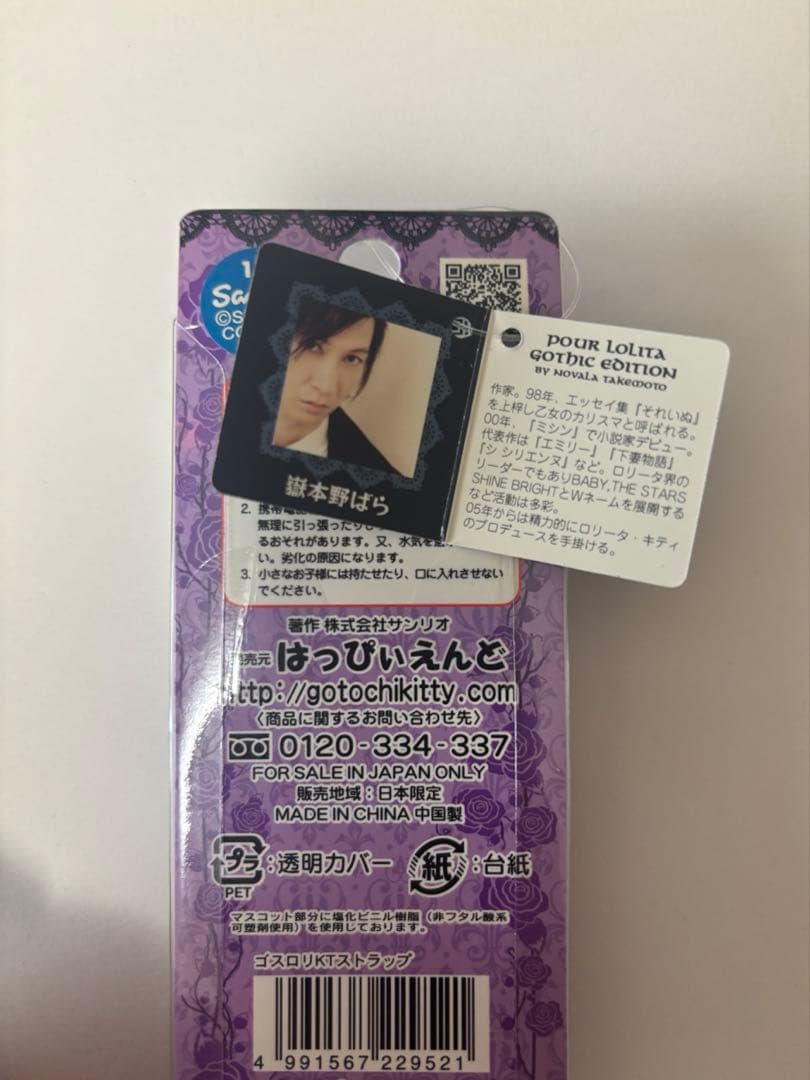 嶽本野ばら
POUR LOLITA
GOTHIC EDITION
BY NOVALA TAKEMOTO
作家。98年、エッセイ集『それいぬ』
を上梓し乙女のカリスマと呼ばれる。
00年、『ミシン』で小説家デビュー。
代表作は『エミリー』『下妻物語』
『シシリエンヌ』など。ロリータ界の
リーダーでもありBABY,THE STARS
SHINE BRIGHTとWネームを展開する
など活動は多彩。
05年からは精力的にロリータ・キティ
のプロデュースを手掛ける。
2. 携帯電
無理に引っ張ったり
るおそれがあります。又、水気を
い。劣化の原因になります。
3. 小さなお子様には持たせたり、口に入れさせない
でください。
著作 株式会社サンリオ
発売元 はっぴぃえんど
http://gotochikitty.com
〈商品に関するお問い合わせ先〉
0120-334-337
FOR SALE IN JAPAN ONLY
販売地域:日本限定
MADE IN CHINA 中国製
プラ:透明カバー 紙:台紙
PET
マスコット部分に塩化ビニル樹脂(非フタル酸系
可塑剤使用)を使用しております。
ゴスロリKTストラップ
4 991567 229521